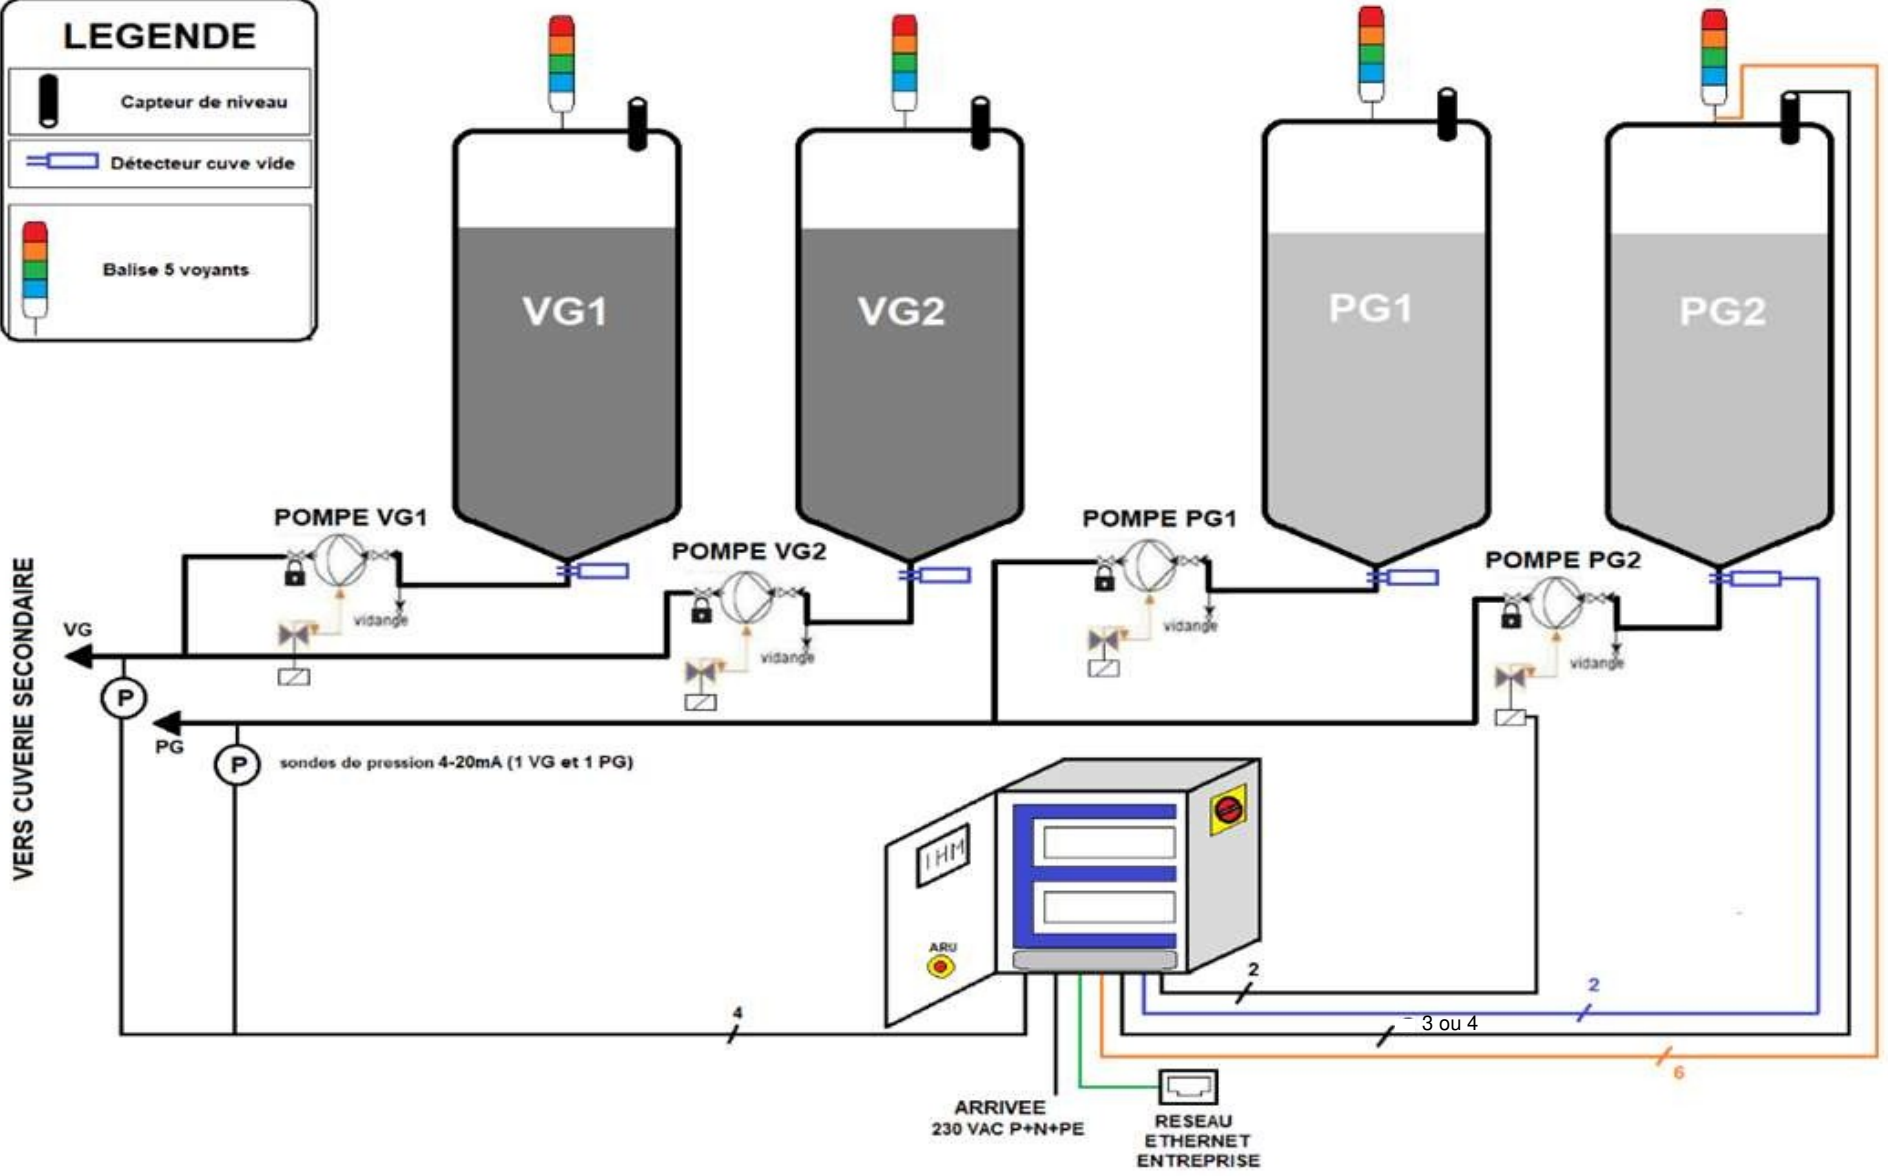 LEGENDE
Capteur de niveau
Détecteur cuve vide
Balise 5 voyants
VG1
VG2
PG1
PG2
POMPE VG1
POMPE VG2
POMPE PG1
POMPE PG2
vidange
vidange
vidange
vidange
VERS CUVERIE SECONDAIRE
VG
P
PG
P
sondes de pression 4-20mA (1 VG et 1 PG)
IHM
ARU
4
2
2
3 ou 4
6
ARRIVEE
230 VAC P+N+PE
RESEAU
ETHERNET
ENTREPRISE